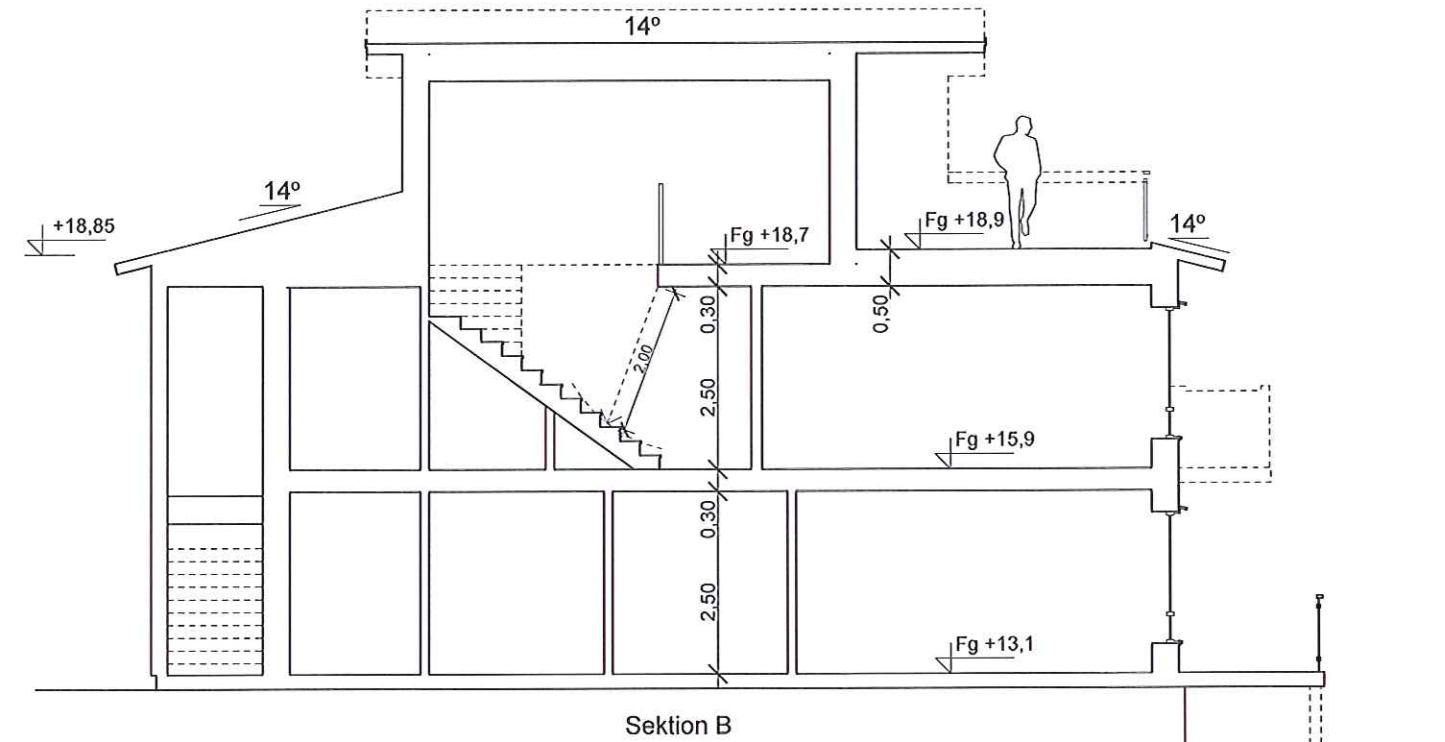 14º
14º
+18,85
Fg +18,7
Fg +18,9
14º
0,30
0,50
2,00
2,50
Fg +15,9
0,30
2,50
Fg +13,1
Sektion B